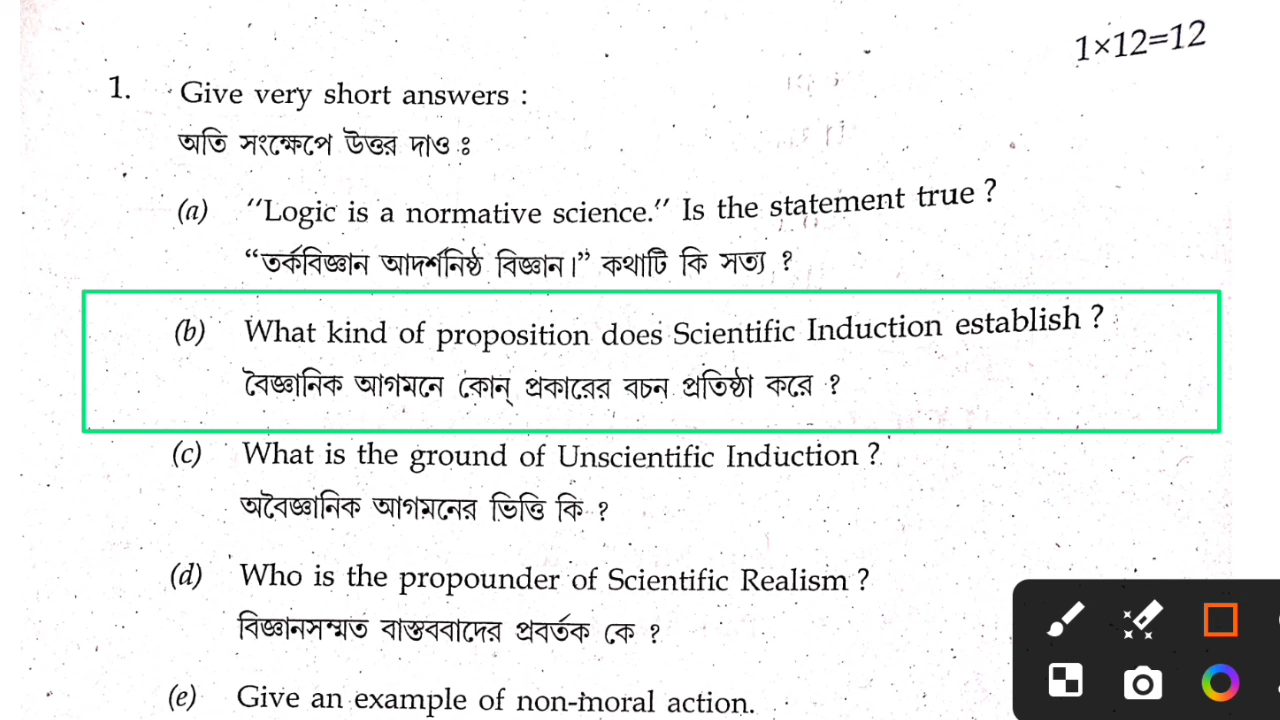 1×12=12
1. Give very short answers :
অতি সংক্ষেপে উত্তর দাও ঃ
(a) “Logic is a normative science.” Is the statement true ?
“তর্কবিজ্ঞান আদর্শনিষ্ঠ বিজ্ঞান।” কথাটি কি সত্য ?
(b) What kind of proposition does Scientific Induction establish ?
বৈজ্ঞানিক আগমনে কোন্ প্রকারের বচন প্রতিষ্ঠা করে ?
(c) What is the ground of Unscientific Induction ?
অবৈজ্ঞানিক আগমনের ভিত্তি কি ?
(d) Who is the propounder of Scientific Realism ?
বিজ্ঞানসম্মত বাস্তববাদের প্রবর্তক কে ?
(e) Give an example of non-moral action.